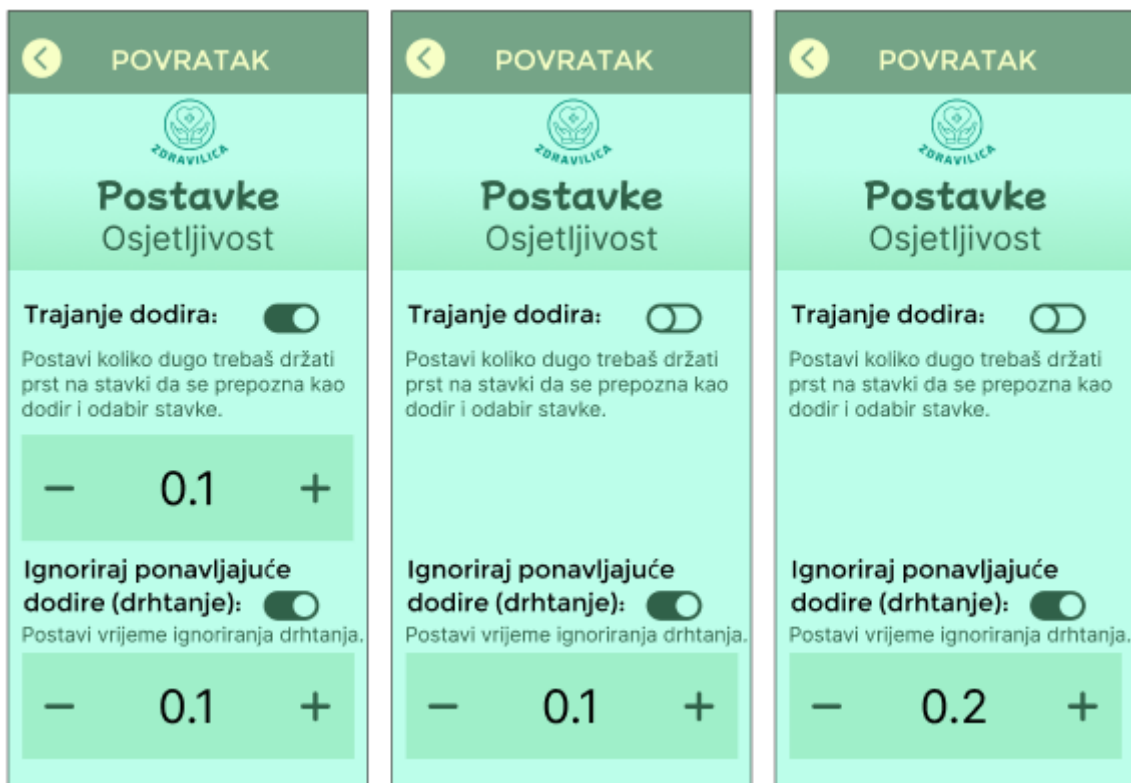 POVRATAK
ZDRAVILICA
Postavke
Osjetljivost
Trajanje dodira:
Postavi koliko dugo trebaš držati
prst na stavki da se prepozna kao
dodir i odabir stavke.
− 0.1 +
Ignoriraj ponavljajuće
dodire (drhtanje):
Postavi vrijeme ignoriranja drhtanja.
− 0.1 +
POVRATAK
ZDRAVILICA
Postavke
Osjetljivost
Trajanje dodira:
Postavi koliko dugo trebaš držati
prst na stavki da se prepozna kao
dodir i odabir stavke.
Ignoriraj ponavljajuće
dodire (drhtanje):
Postavi vrijeme ignoriranja drhtanja.
− 0.1 +
POVRATAK
ZDRAVILICA
Postavke
Osjetljivost
Trajanje dodira:
Postavi koliko dugo trebaš držati
prst na stavki da se prepozna kao
dodir i odabir stavke.
Ignoriraj ponavljajuće
dodire (drhtanje):
Postavi vrijeme ignoriranja drhtanja.
− 0.2 +